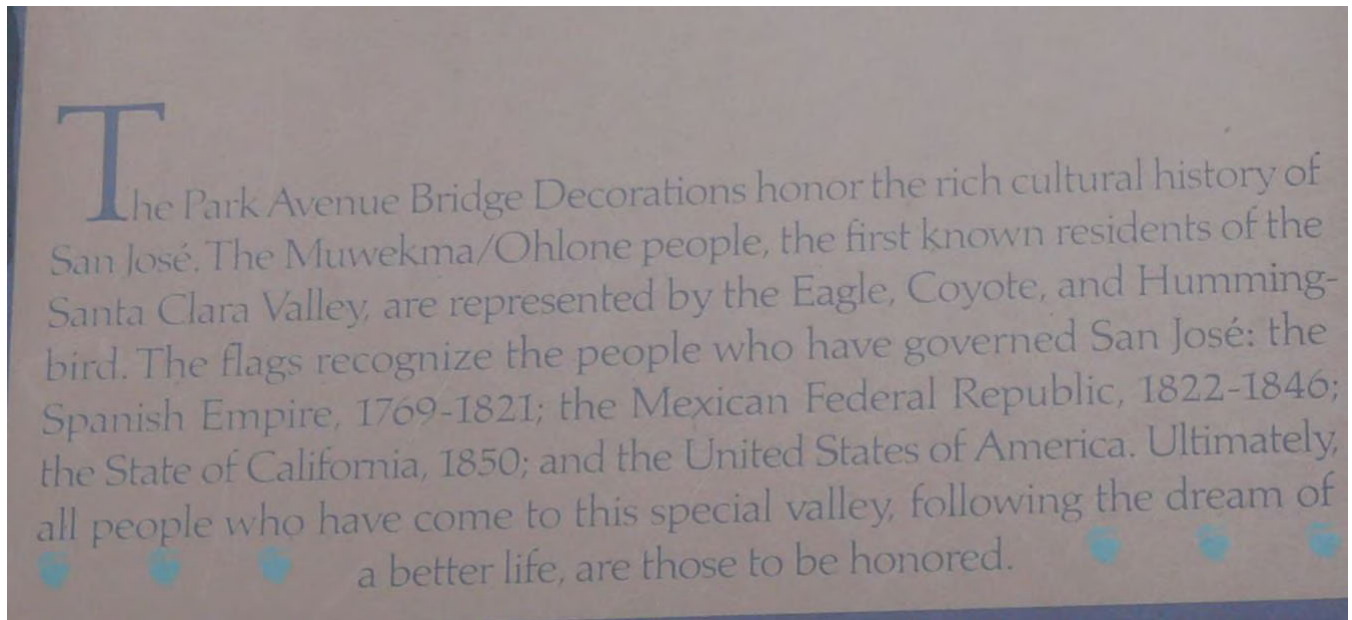 The Park Avenue Bridge Decorations honor the rich cultural history of
San José. The Muwekma/Ohlone people, the first known residents of the
Santa Clara Valley, are represented by the Eagle, Coyote, and Humming-
bird. The flags recognize the people who have governed San José: the
Spanish Empire, 1769-1821; the Mexican Federal Republic, 1822-1846;
the State of California, 1850; and the United States of America. Ultimately,
all people who have come to this special valley, following the dream of
a better life, are those to be honored.